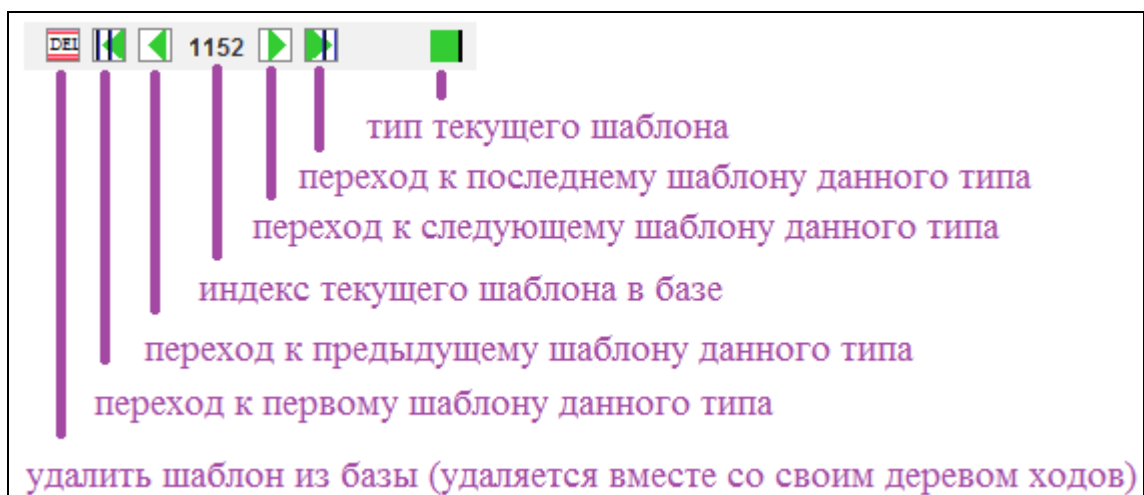 DEL 1152
тип текущего шаблона
переход к последнему шаблону данного типа
переход к следующему шаблону данного типа
индекс текущего шаблона в базе
переход к предыдущему шаблону данного типа
переход к первому шаблону данного типа
удалить шаблон из базы (удаляется вместе со своим деревом ходов)